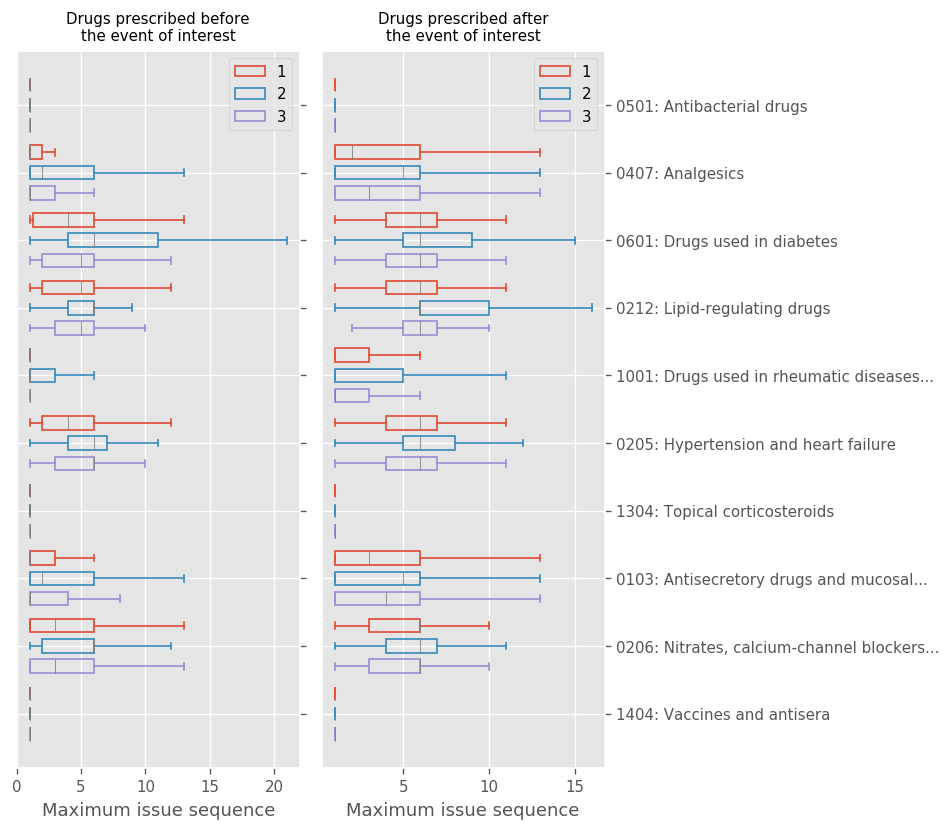 Drugs prescribed before
the event of interest
Drugs prescribed after
the event of interest
1
2
3
1
2
3
0501: Antibacterial drugs
0407: Analgesics
0601: Drugs used in diabetes
0212: Lipid-regulating drugs
1001: Drugs used in rheumatic diseases...
0205: Hypertension and heart failure
1304: Topical corticosteroids
0103: Antisecretory drugs and mucosal...
0206: Nitrates, calcium-channel blockers...
1404: Vaccines and antisera
0 5 10 15 20
5 10 15
Maximum issue sequence
Maximum issue sequence